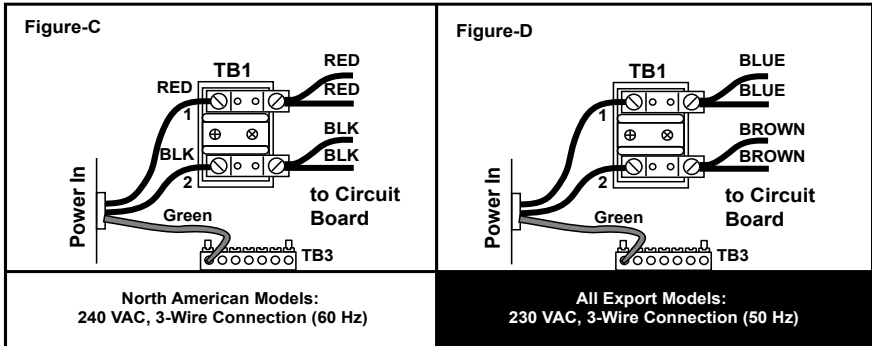 Figure-C
TB1
RED
RED
RED
1
BLK
BLK
BLK
2
to Circuit
Board
Power In
Green
TB3
North American Models:
240 VAC, 3-Wire Connection (60 Hz)
Figure-D
TB1
BLUE
BLUE
1
BROWN
BROWN
2
to Circuit
Board
Power In
Green
TB3
All Export Models:
230 VAC, 3-Wire Connection (50 Hz)